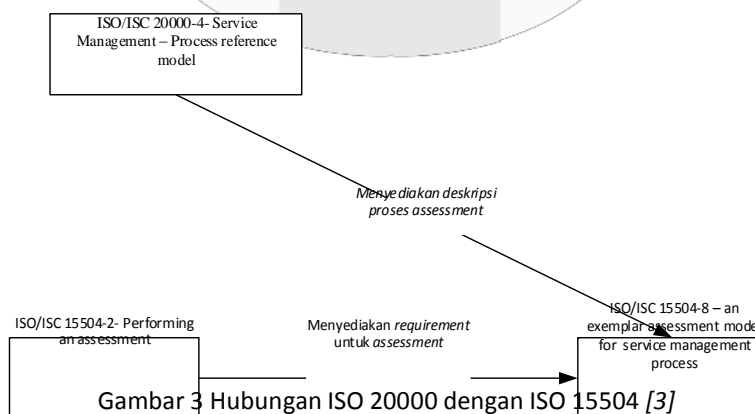 ISO/ISC 20000-4- Service
Management – Process reference
model
Menyediakan deskripsi
proses assessment
ISO/ISC 15504-2- Performing
an assessment
Menyediakan requirement
untuk assessment
ISO/ISC 15504-8 – an
exemplar assessment mode
for service management
process
Gambar 3 Hubungan ISO 20000 dengan ISO 15504 [3]